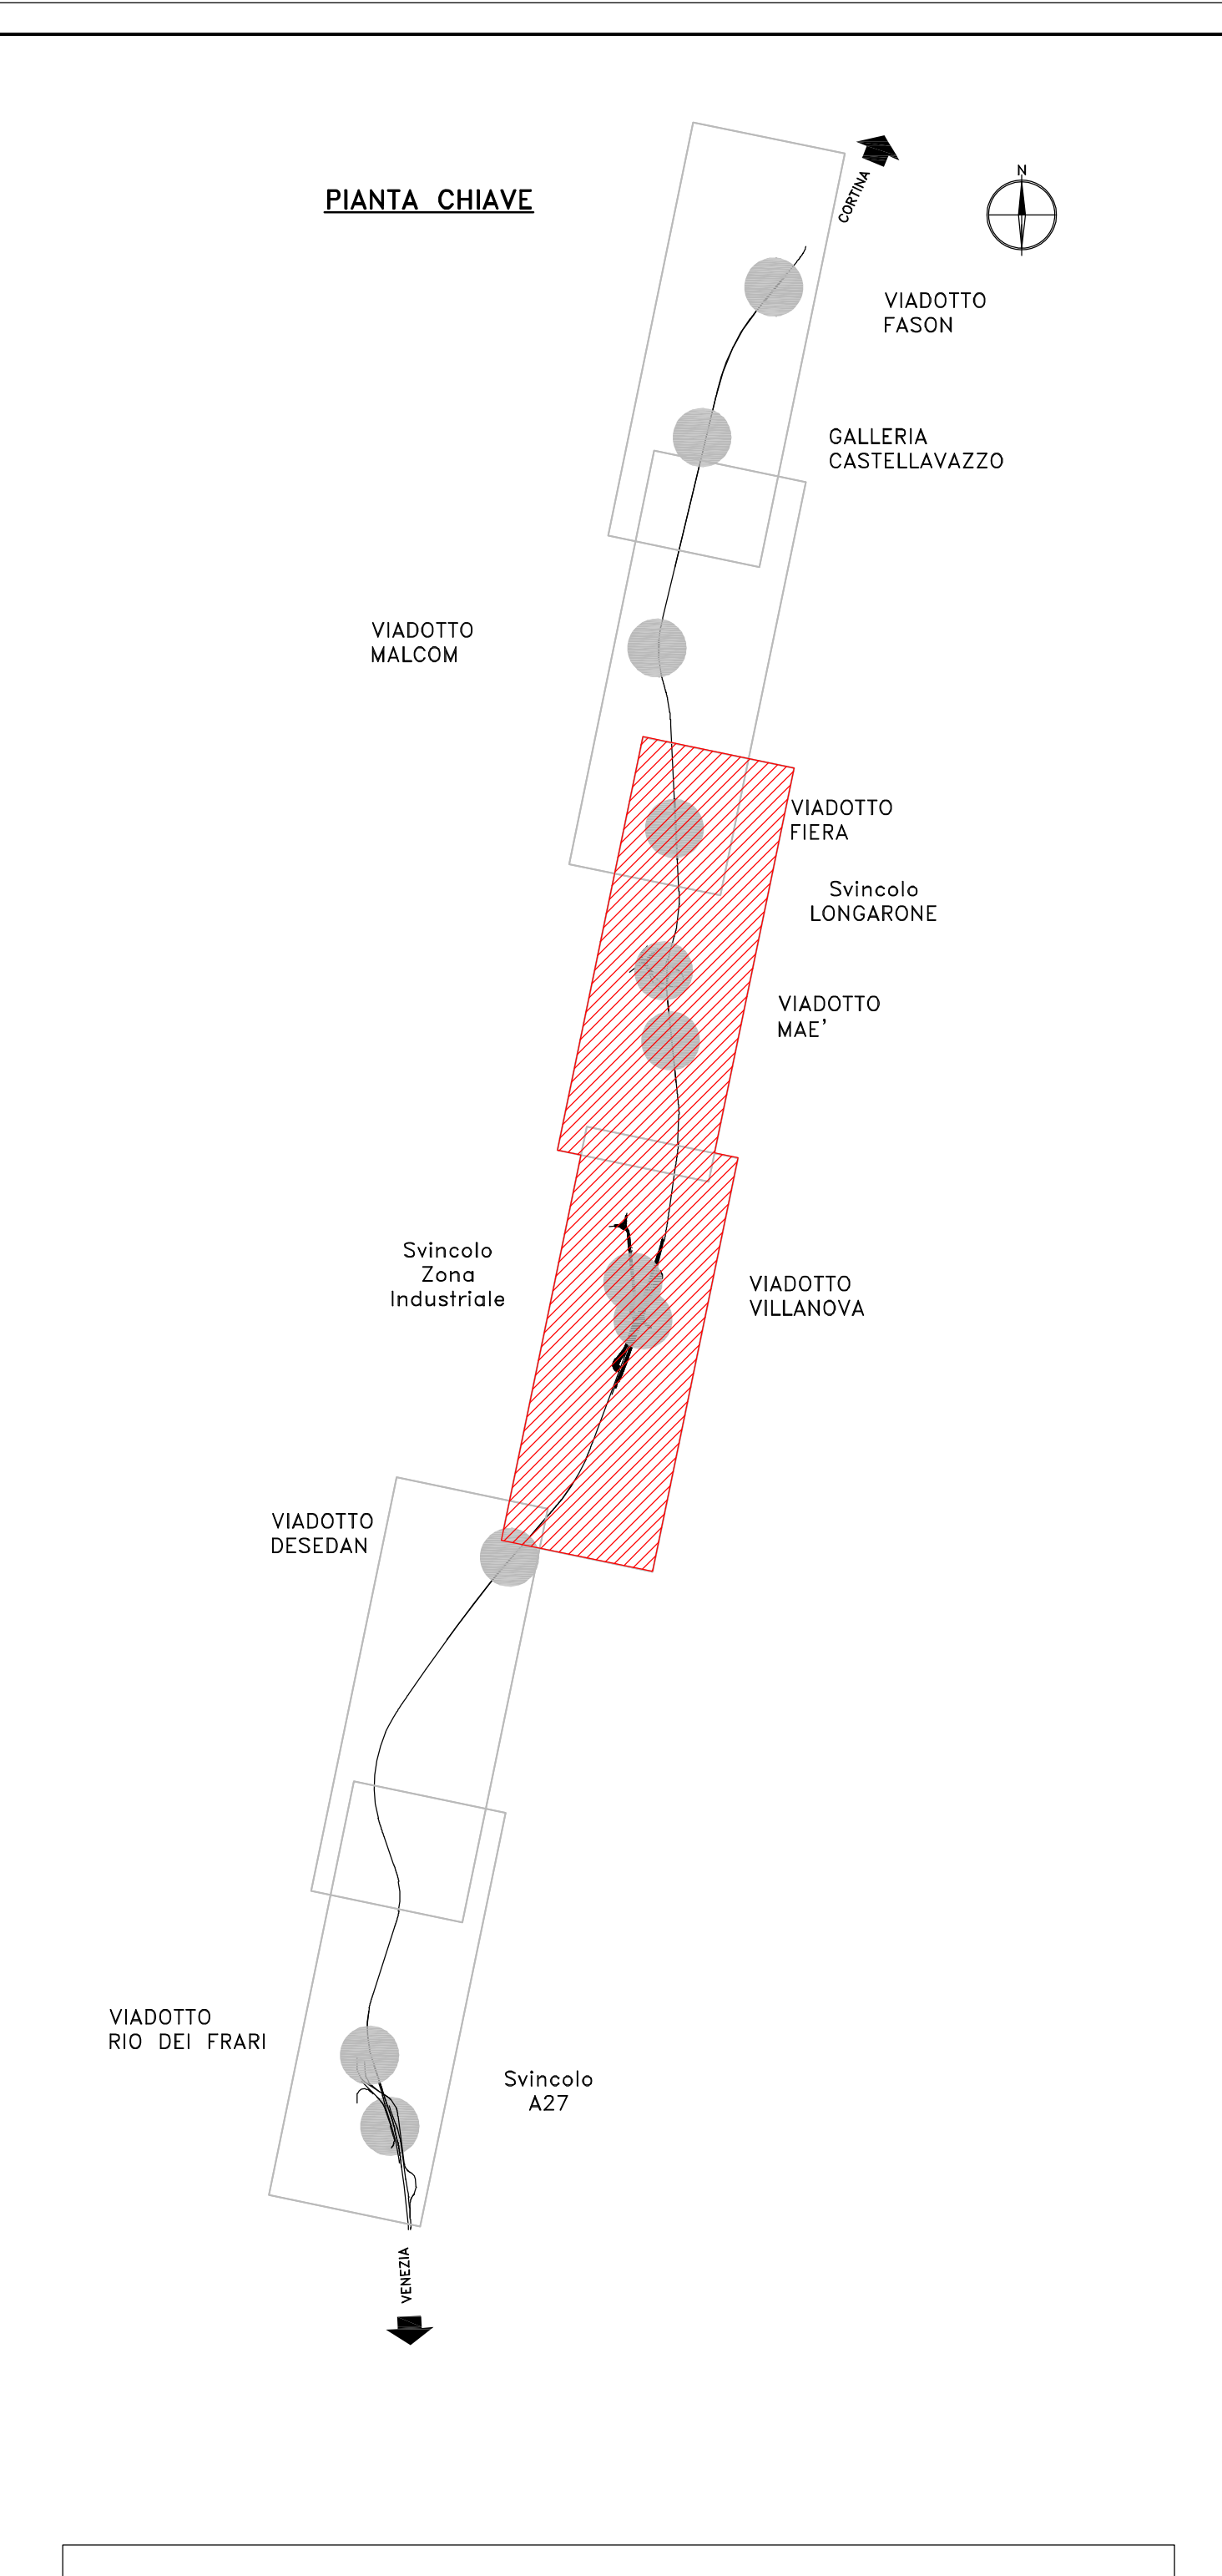 PIANTA CHIAVE
CORTINA
N
VIADOTTO
FASON
GALLERIA
CASTELLAVAZZO
VIADOTTO
MALCOM
VIADOTTO
FIERA
Svincolo
LONGARONE
VIADOTTO
MAE'
Svincolo
Zona
Industriale
VIADOTTO
VILLANOVA
VIADOTTO
DESEDAN
VIADOTTO
RIO DEI FRARI
Svincolo
A27
VENEZIA